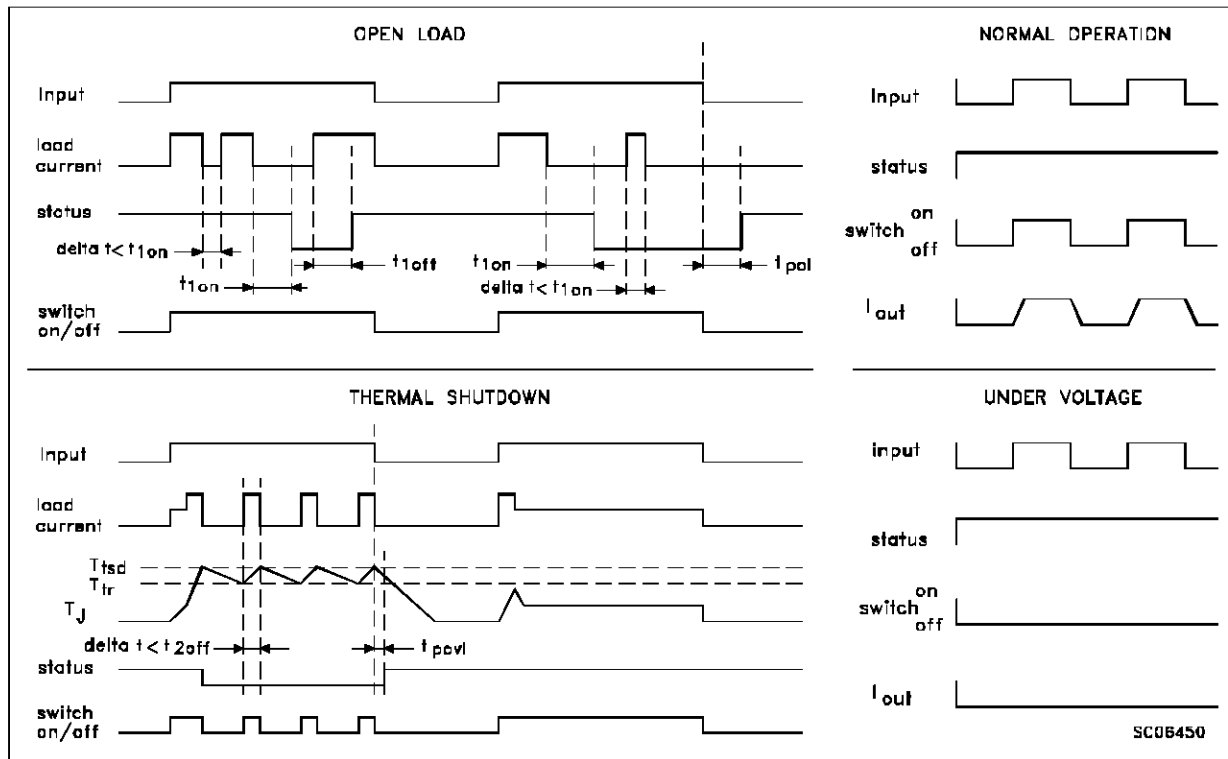 OPEN LOAD
Input
load
current
status
delta t < t1on
t1on
t1off
t1on
delta t < t1on
tpol
switch
on/off
NORMAL OPERATION
Input
status
switch on
off
Iout
THERMAL SHUTDOWN
Input
load
current
Ttsd
Ttr
TJ
delta t < t2off
tpovl
status
switch
on/off
UNDER VOLTAGE
input
status
switch on
off
Iout
SC06450